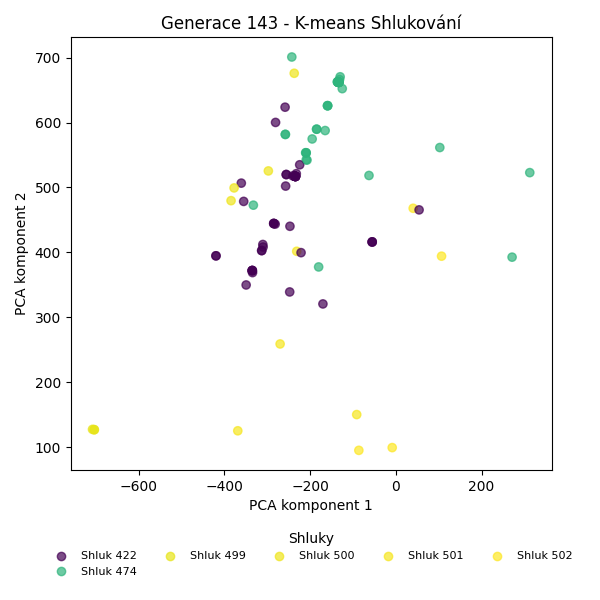 Generace 143 - K-means Shlukování
700
600
500
400
300
200
100
PCA komponent 2
−600 −400 −200 0 200
PCA komponent 1
Shluky
Shluk 422 Shluk 499 Shluk 500 Shluk 501 Shluk 502
Shluk 474